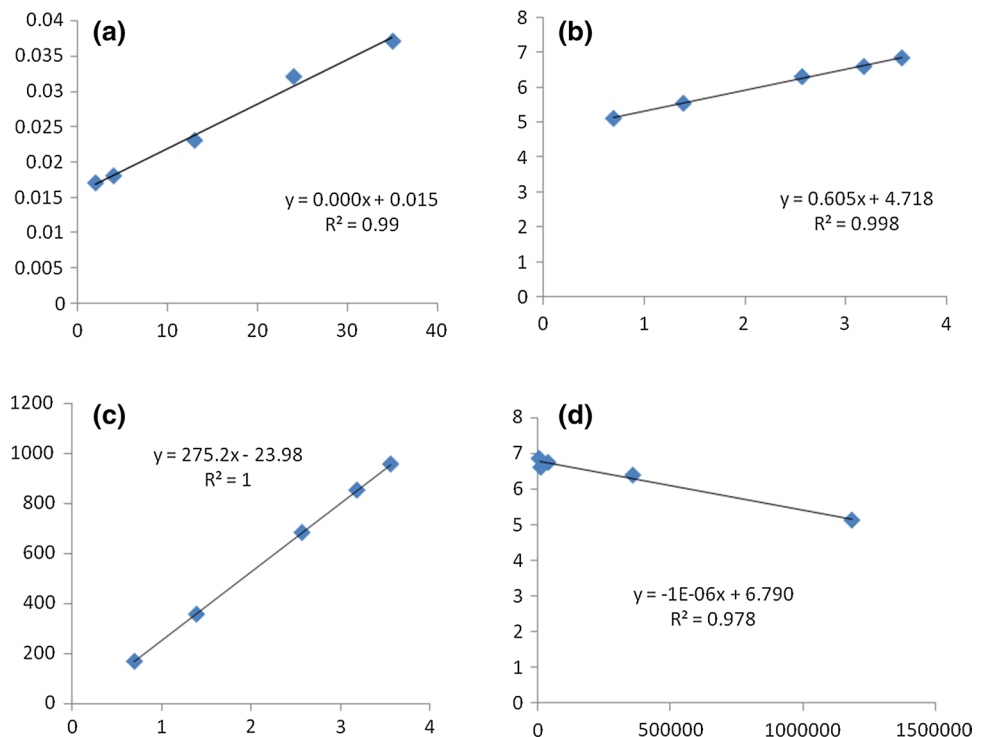 (a)
0.04
0.035
0.03
0.025
0.02
0.015
0.01
0.005
0
0 10 20 30 40
y = 0.000x + 0.015
R² = 0.99
(b)
8
7
6
5
4
3
2
1
0
0 1 2 3 4
y = 0.605x + 4.718
R² = 0.998
(c)
1200
1000
800
600
400
200
0
0 1 2 3 4
y = 275.2x - 23.98
R² = 1
(d)
8
7
6
5
4
3
2
1
0
0 500000 1000000 1500000
y = -1E-06x + 6.790
R² = 0.978